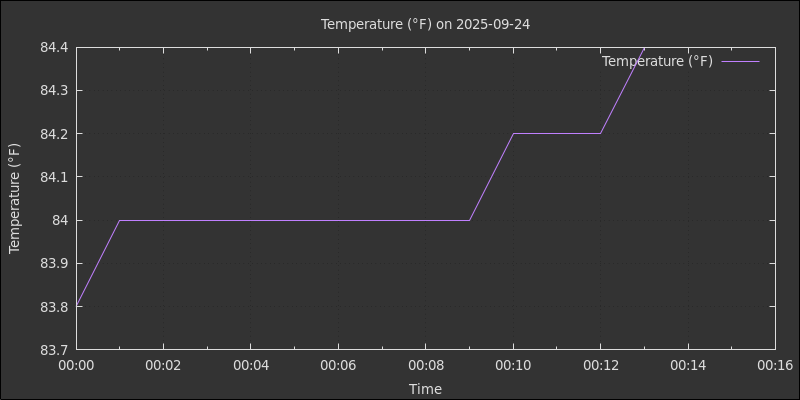 Temperature (°F) on 2025-09-24
Temperature (°F)
84.4
84.3
84.2
84.1
84
83.9
83.8
83.7
Temperature (°F)
00:00 00:02 00:04 00:06 00:08 00:10 00:12 00:14 00:16
Time